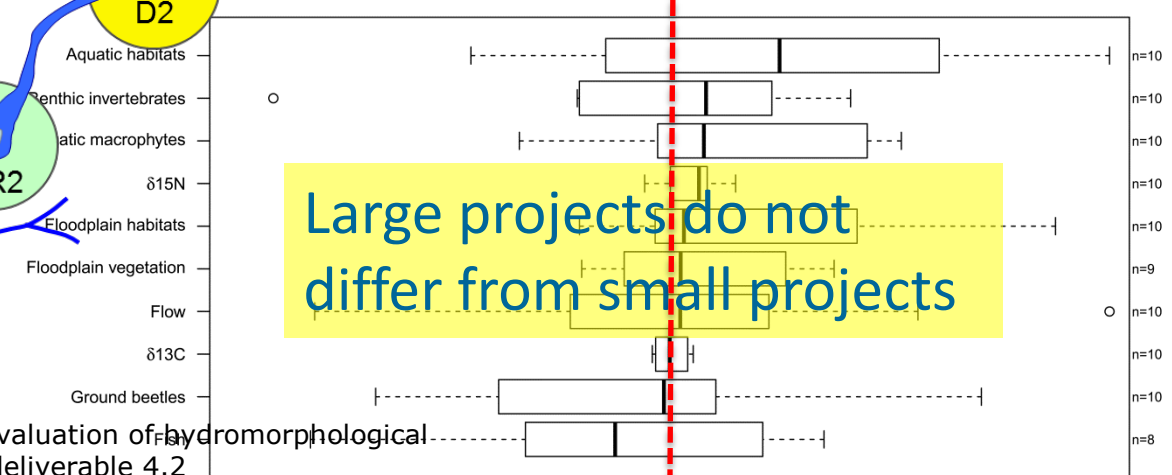 D2
Aquatic habitats n=10
Benthic invertebrates n=10
atic macrophytes n=10
δ15N n=10
R2
Floodplain habitats n=10
Floodplain vegetation n=9
Flow n=10
δ13C n=10
Ground beetles n=10
Fish n=8
Large projects do not
differ from small projects
valuation of hydromorphological
deliverable 4.2